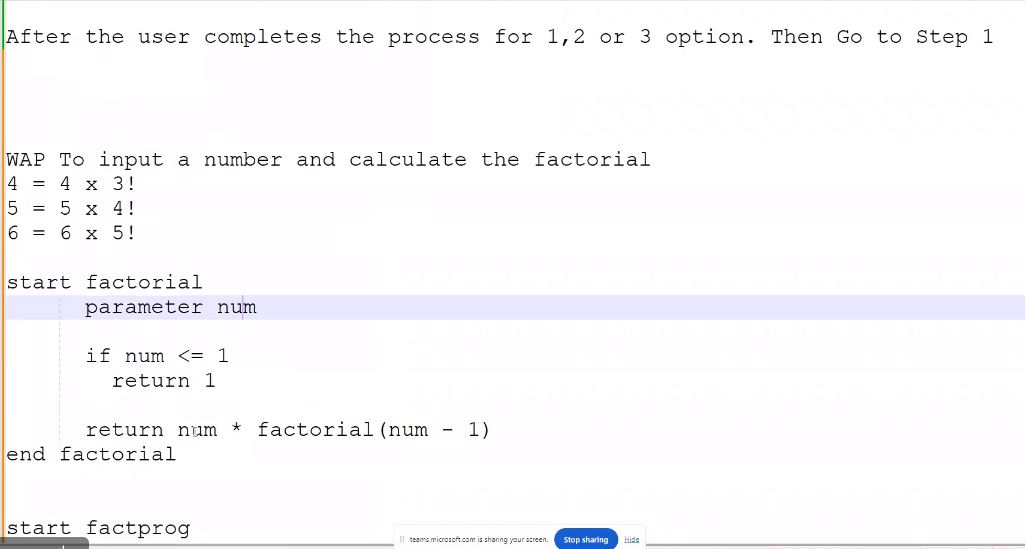 After the user completes the process for 1,2 or 3 option. Then Go to Step 1
WAP To input a number and calculate the factorial
4 = 4 x 3!
5 = 5 x 4!
6 = 6 x 5!
start factorial
parameter num
if num <= 1
return 1
return num * factorial(num - 1)
end factorial
start factprog
teams.microsoft.com is sharing your screen.
Stop sharing
Hide